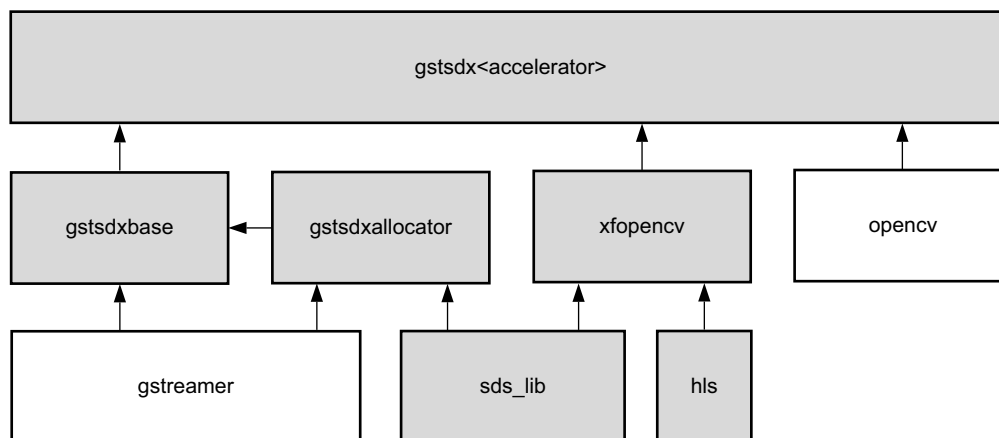 gstsdx<accelerator>
gstsdxbase
gstsdxallocator
xfopencv
opencv
gstreamer
sds_lib
hls